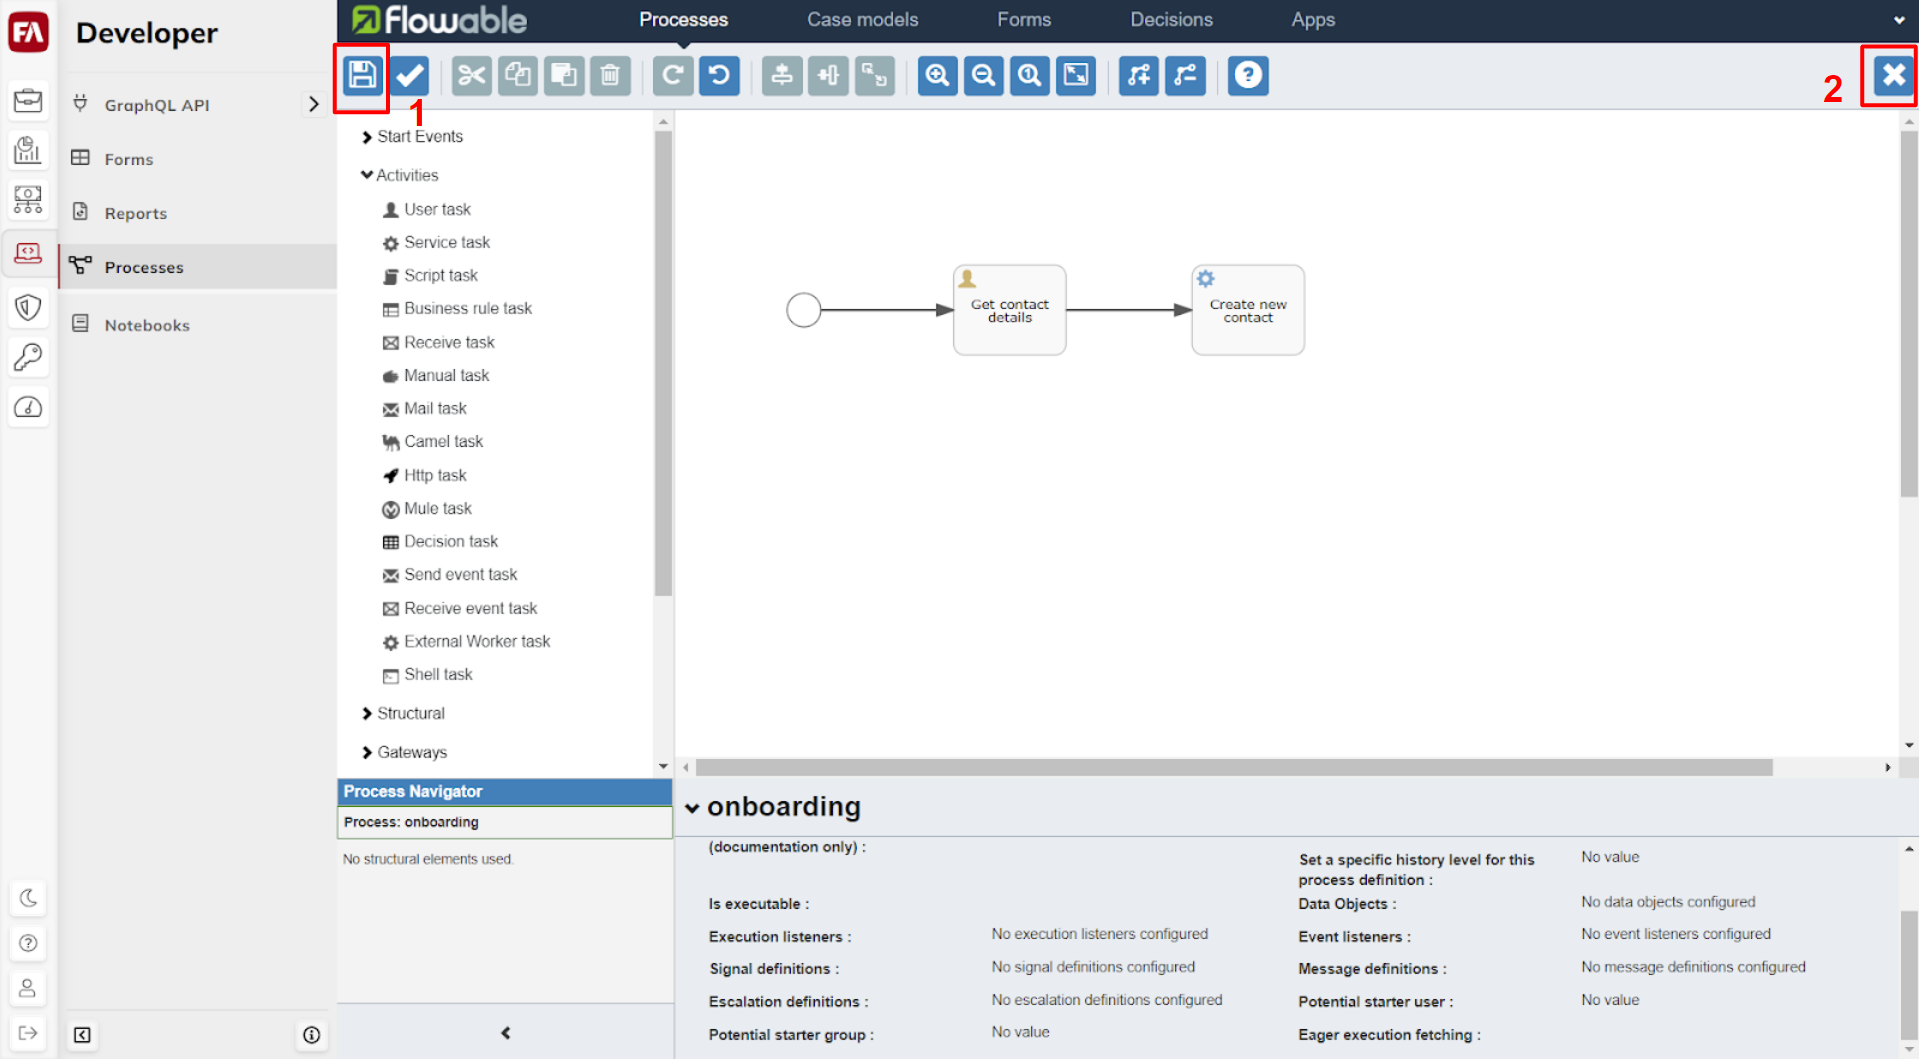 FA
Developer
GraphQL API
Forms
Reports
Processes
Notebooks
Flowable
Processes
Case models
Forms
Decisions
Apps
1
2
Start Events
Activities
User task
Service task
Script task
Business rule task
Receive task
Manual task
Mail task
Camel task
Http task
Mule task
Decision task
Send event task
Receive event task
External Worker task
Shell task
Structural
Gateways
Get contact
details
Create new
contact
Process Navigator
Process: onboarding
No structural elements used.
onboarding
(documentation only) :
Set a specific history level for this
process definition :
No value
Is executable :
Data Objects :
No data objects configured
Execution listeners :
No execution listeners configured
Event listeners :
No event listeners configured
Signal definitions :
No signal definitions configured
Message definitions :
No message definitions configured
Escalation definitions :
No escalation definitions configured
Potential starter user :
No value
Potential starter group :
No value
Eager execution fetching :